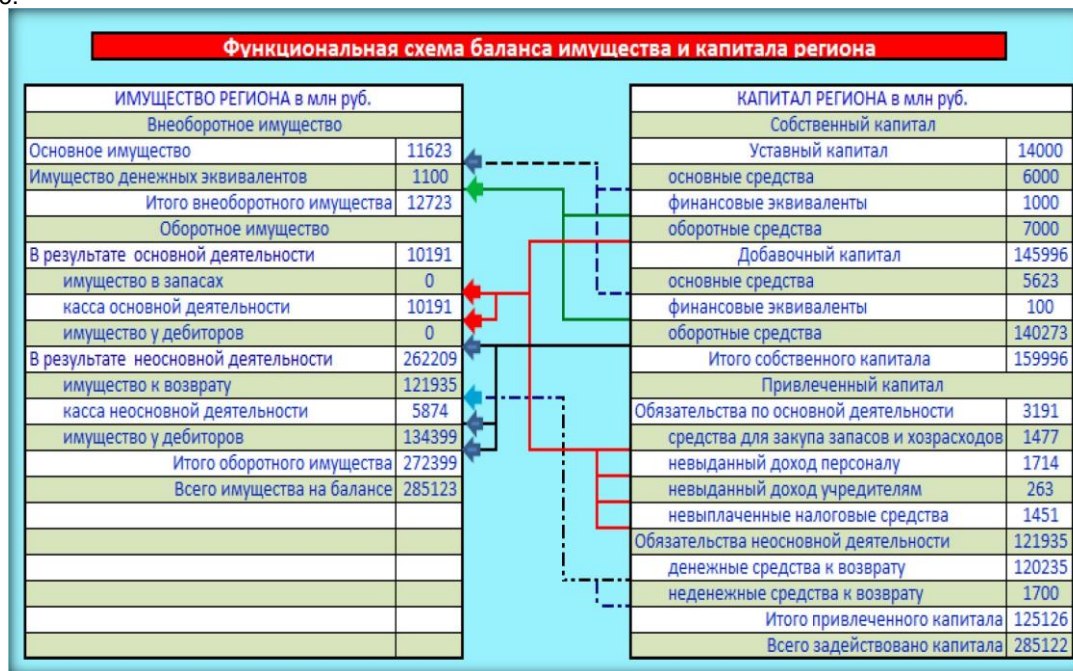 Функциональная схема баланса имущества и капитала региона
ИМУЩЕСТВО РЕГИОНА в млн руб.
Внеоборотное имущество
Основное имущество 11623
Имущество денежных эквивалентов 1100
Итого внеоборотного имущества 12723
Оборотное имущество
В результате основной деятельности 10191
имущество в запасах 0
касса основной деятельности 10191
имущество у дебиторов 0
В результате неосновной деятельности 262209
имущество к возврату 121935
касса неосновной деятельности 5874
имущество у дебиторов 134399
Итого оборотного имущества 272399
Всего имущества на балансе 285123
КАПИТАЛ РЕГИОНА в млн руб.
Собственный капитал
Уставный капитал 14000
основные средства 6000
финансовые эквиваленты 1000
оборотные средства 7000
Добавочный капитал 145996
основные средства 5623
финансовые эквиваленты 100
оборотные средства 140273
Итого собственного капитала 159996
Привлеченный капитал
Обязательства по основной деятельности 3191
средства для закупа запасов и хозрасходов 1477
невыданный доход персоналу 1714
невыданный доход учредителям 263
невыплаченные налоговые средства 1451
Обязательства неосновной деятельности 121935
денежные средства к возврату 120235
неденежные средства к возврату 1700
Итого привлеченного капитала 125126
Всего задействовано капитала 285122